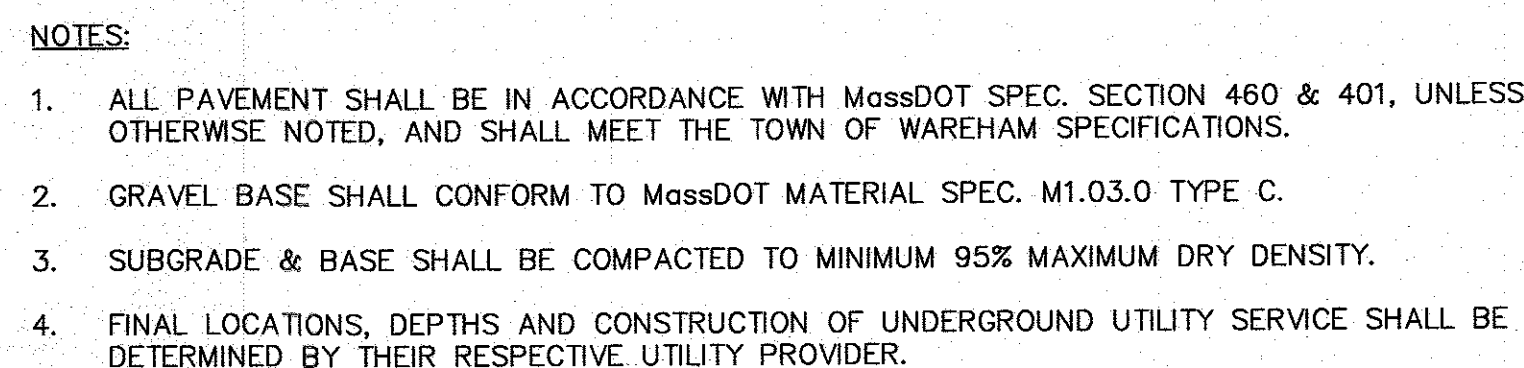 NOTES:
1. ALL PAVEMENT SHALL BE IN ACCORDANCE WITH MassDOT SPEC. SECTION 460 & 401, UNLESS
OTHERWISE NOTED, AND SHALL MEET THE TOWN OF WAREHAM SPECIFICATIONS.
2. GRAVEL BASE SHALL CONFORM TO MassDOT MATERIAL SPEC. M1.03.0 TYPE C.
3. SUBGRADE & BASE SHALL BE COMPACTED TO MINIMUM 95% MAXIMUM DRY DENSITY.
4. FINAL LOCATIONS, DEPTHS AND CONSTRUCTION OF UNDERGROUND UTILITY SERVICE SHALL BE
DETERMINED BY THEIR RESPECTIVE UTILITY PROVIDER.